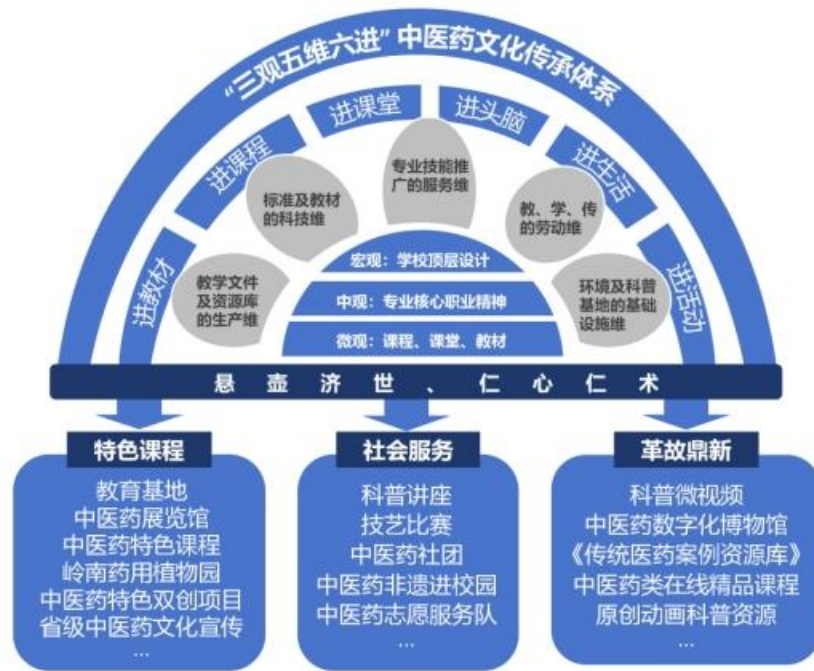 “三观五维六进”中医药文化传承体系
进教材
进课程
进课堂
进头脑
进生活
进活动
教学文件
及资源库
的生产维
标准及教材
的科技维
专业技能推
广的服务维
教、学、传
的劳动维
环境及科普
基地的基础
设施维
宏观：学校顶层设计
中观：专业核心职业精神
微观：课程、课堂、教材
悬壶济世、仁心仁术
特色课程
教育基地
中医药展览馆
中医药特色课程
岭南药用植物园
中医药特色双创项目
省级中医药文化宣传
...
社会服务
科普讲座
技艺比赛
中医药社团
中医药非遗进校园
中医药志愿服务队
...
革故鼎新
科普微视频
中医药数字化博物馆
《传统医药案例资源库》
中医药类在线精品课程
原创动画科普资源
...